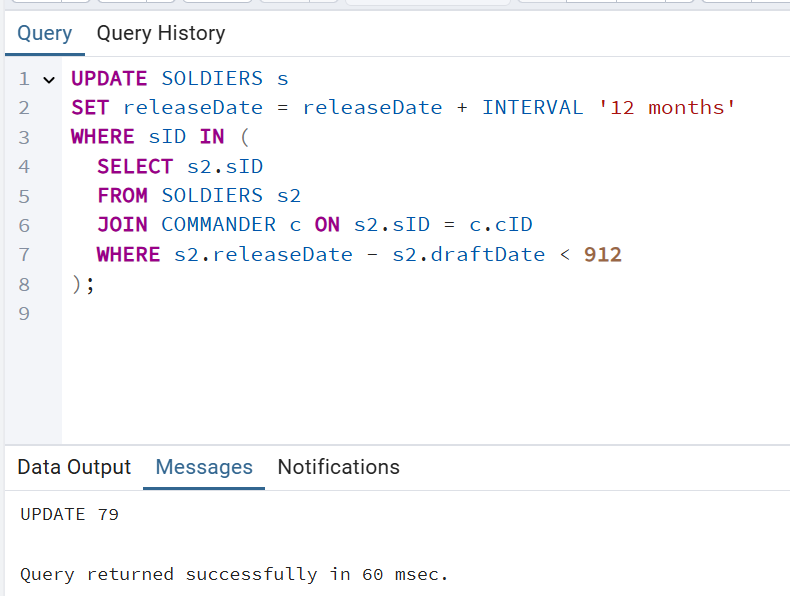 Query Query History
1 UPDATE SOLDIERS s
2 SET releaseDate = releaseDate + INTERVAL '12 months'
3 WHERE sID IN (
4 SELECT s2.sID
5 FROM SOLDIERS s2
6 JOIN COMMANDER c ON s2.sID = c.cID
7 WHERE s2.releaseDate - s2.draftDate < 912
8 );
9
Data Output Messages Notifications
UPDATE 79
Query returned successfully in 60 msec.